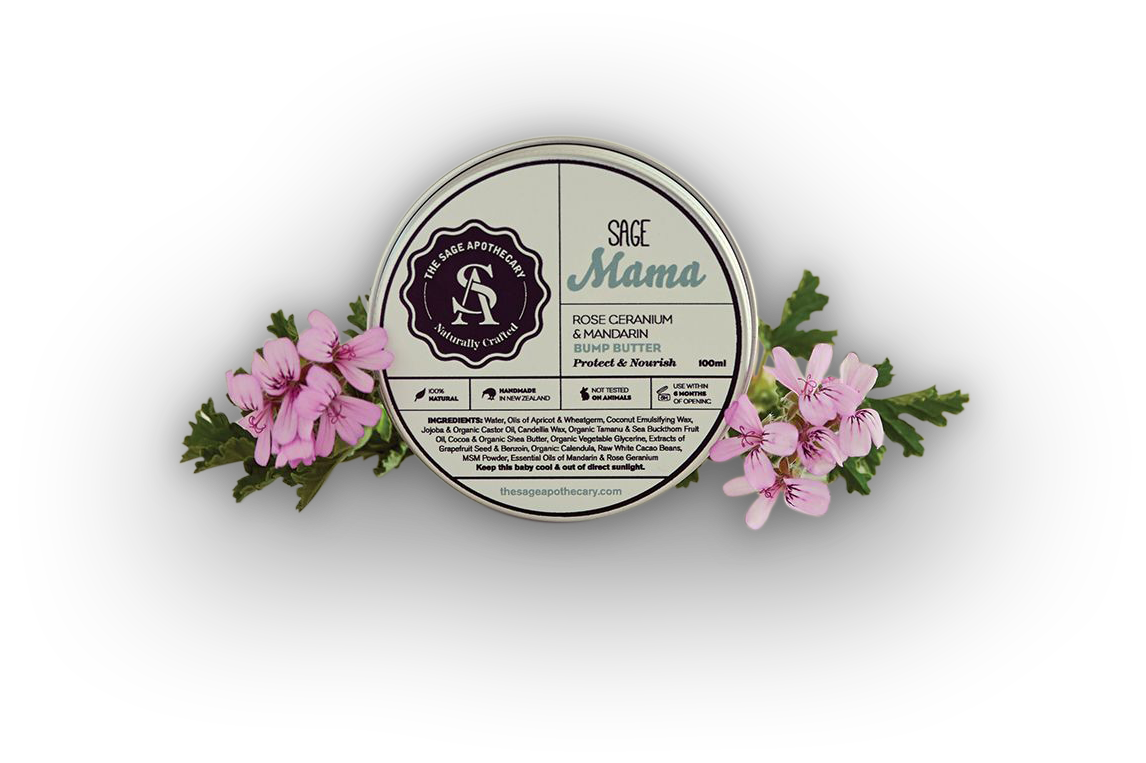 THE SAGE APOTHECARY
SA
Naturally Crafted
SAGE
Mama
ROSE GERANIUM
& MANDARIN
BUMP BUTTER
Protect & Nourish 100ml
100%
NATURAL
HANDMADE
IN NEW ZEALAND
NOT TESTED
ON ANIMALS
6M
USE WITHIN
6 MONTHS
OF OPENING
INGREDIENTS: Water, Oils of Apricot & Wheatgerm, Coconut Emulsifying Wax,
Jojoba & Organic Castor Oil, Candelilla Wax, Organic Tamanu & Sea Buckthorn Fruit
Oil, Cocoa & Organic Shea Butter, Organic Vegetable Glycerine, Extracts of
Grapefruit Seed & Benzoin, Organic: Calendula, Raw White Cacao Beans,
MSM Powder, Essential Oils of Mandarin & Rose Geranium
Keep this baby cool & out of direct sunlight.
thesageapothecary.com